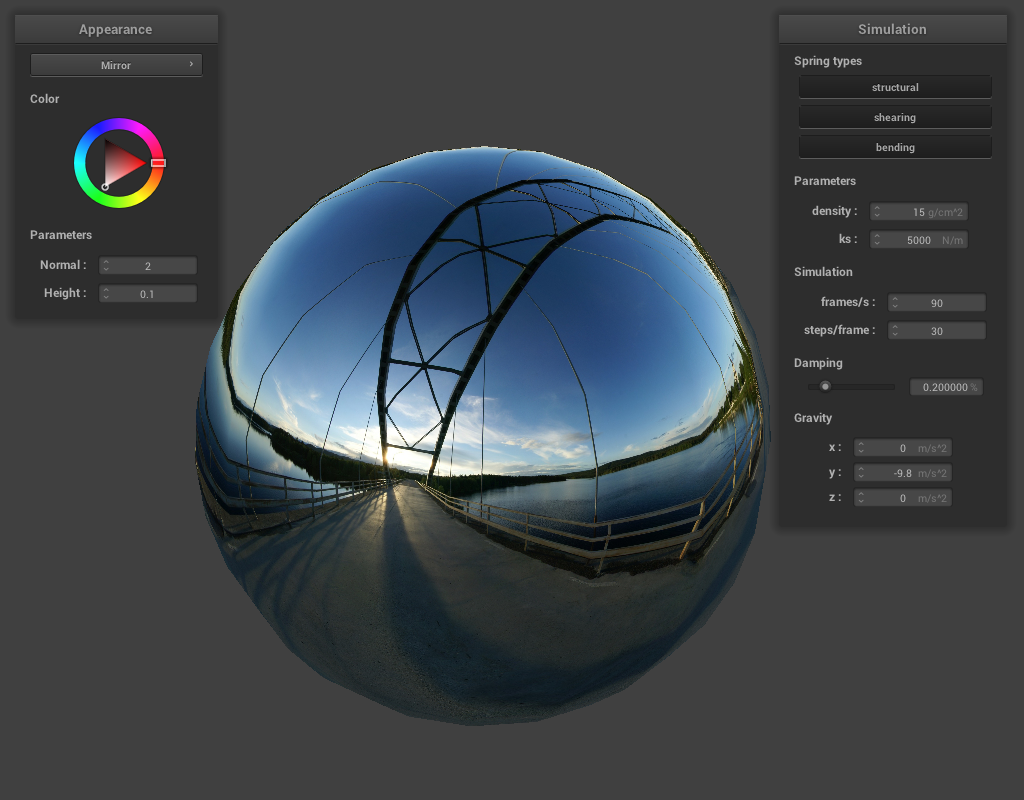 Appearance
Mirror
Color
Parameters
Normal : 2
Height : 0.1
Simulation
Spring types
structural
shearing
bending
Parameters
density : 15 g/cm^2
ks : 5000 N/m
Simulation
frames/s : 90
steps/frame : 30
Damping
0.200000 %
Gravity
x : 0 m/s^2
y : -9.8 m/s^2
z : 0 m/s^2